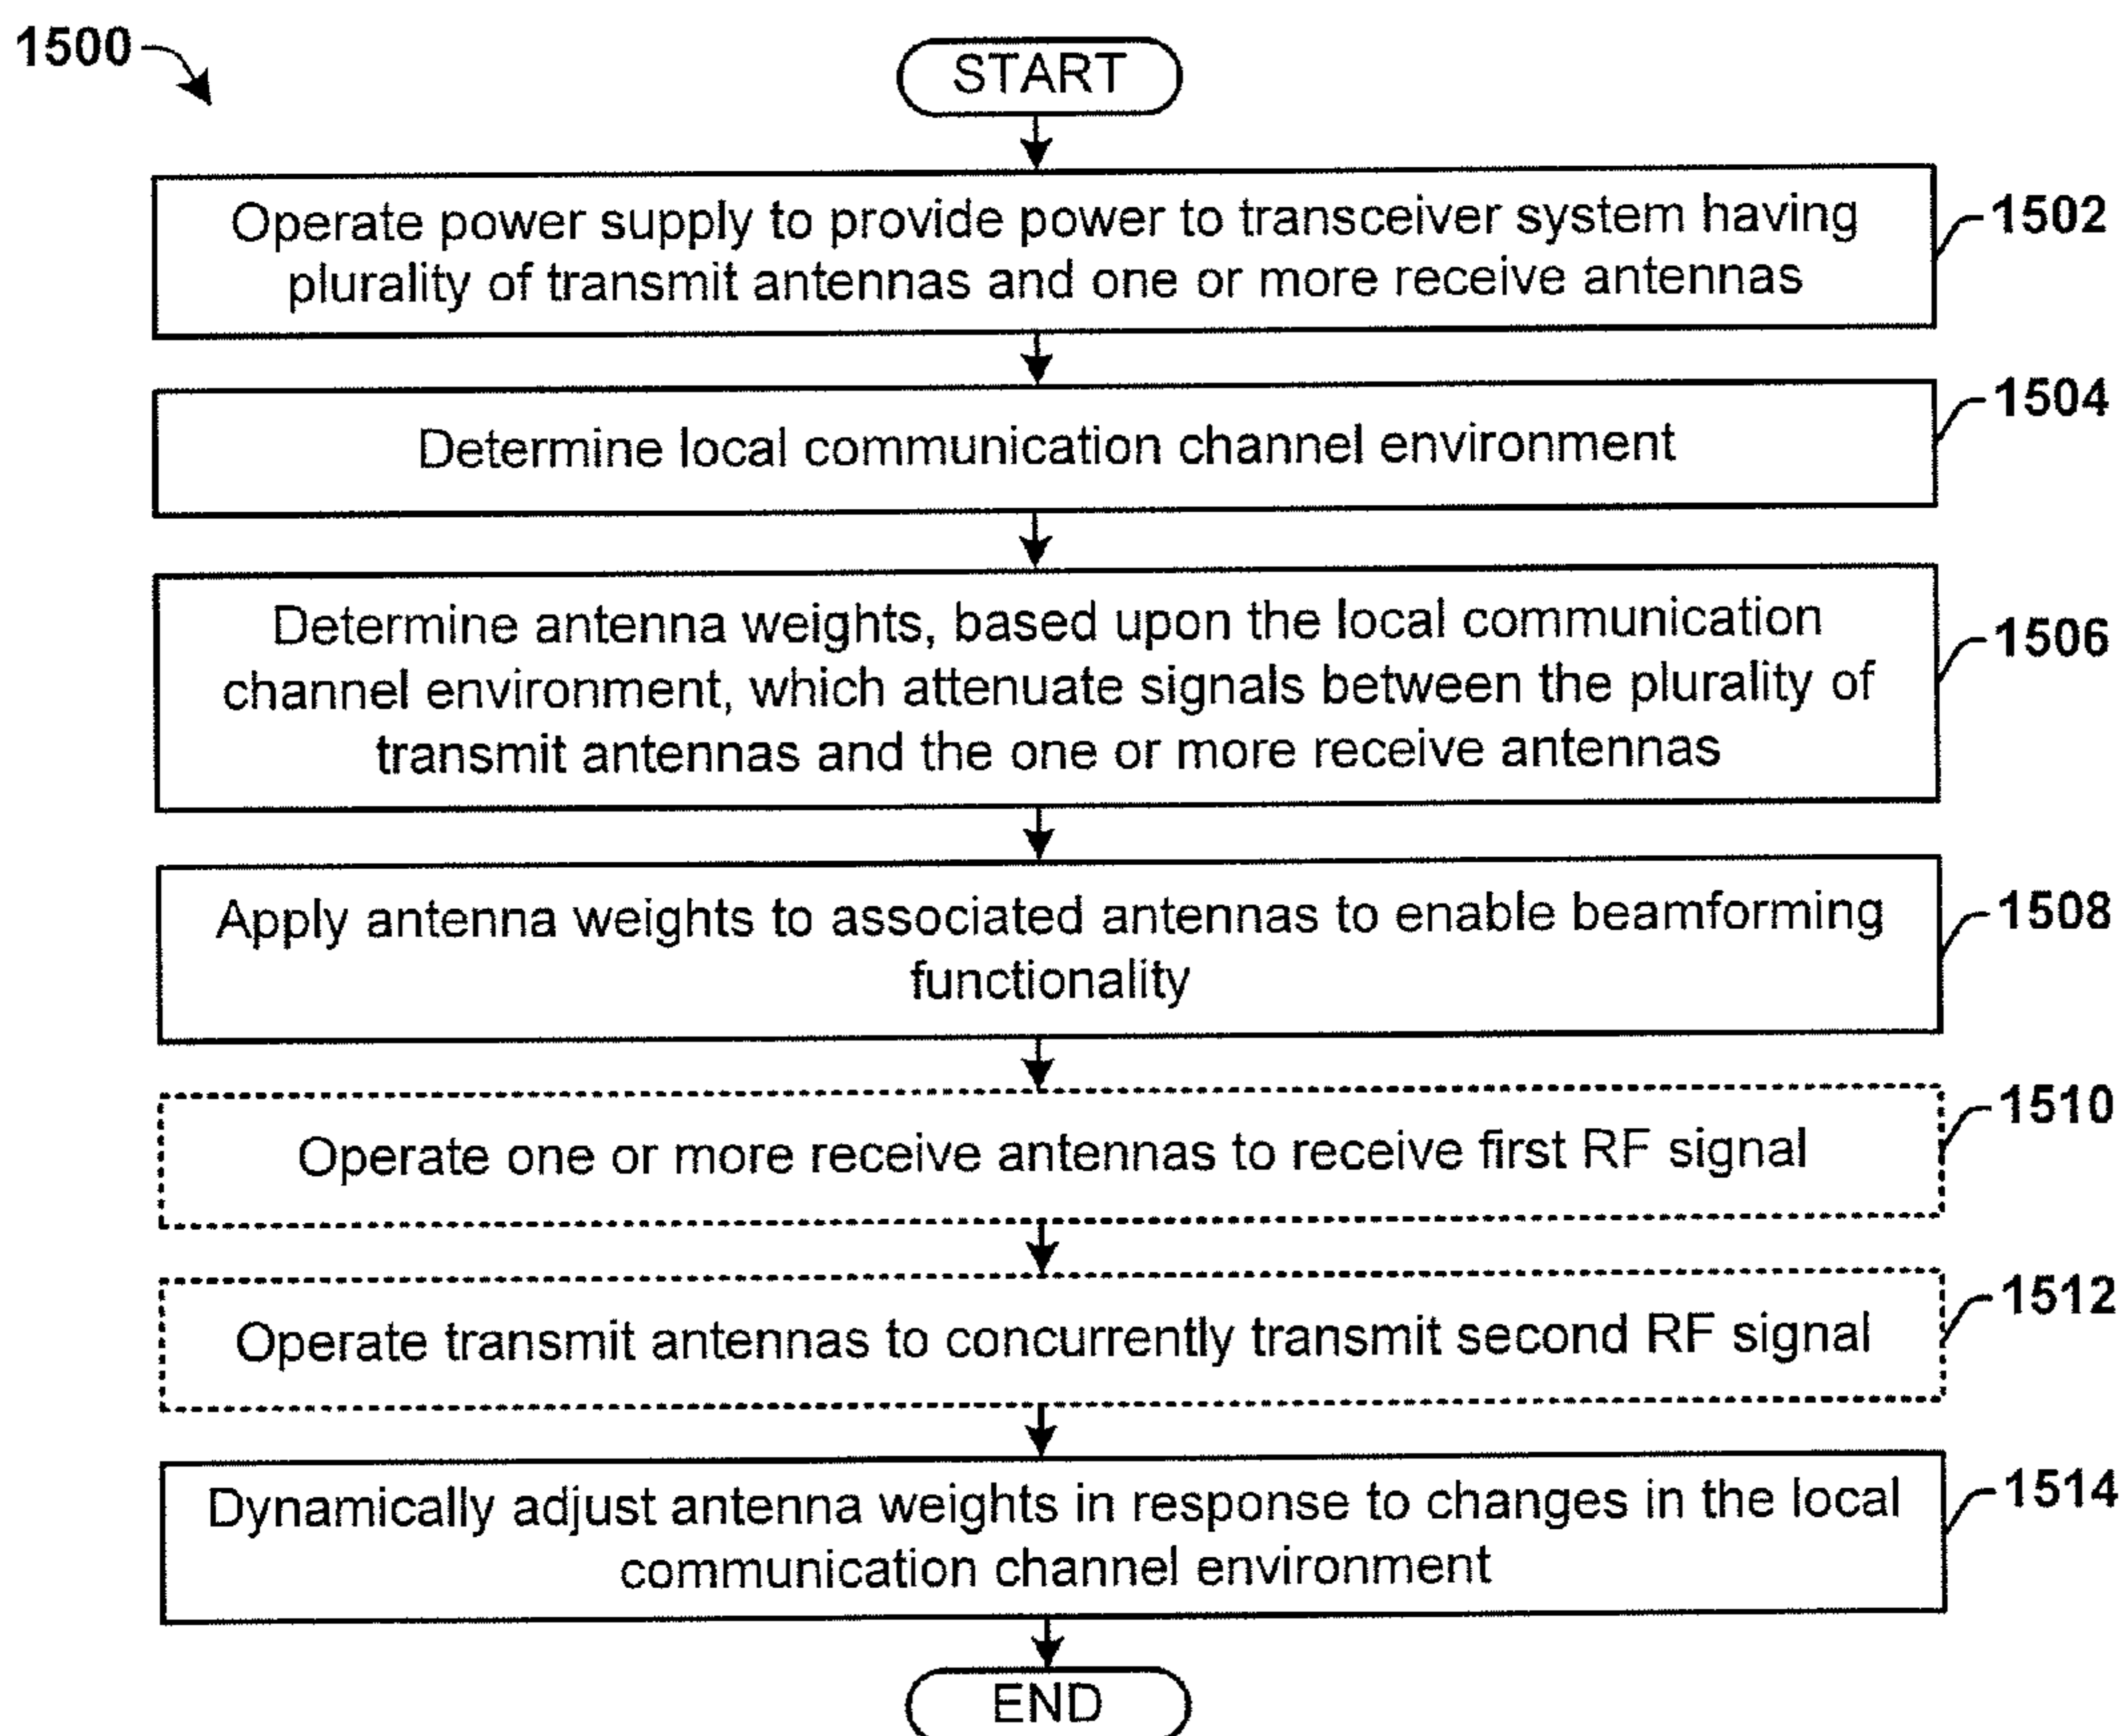 1500
START
Operate power supply to provide power to transceiver system having
plurality of transmit antennas and one or more receive antennas
1502
Determine local communication channel environment
1504
Determine antenna weights, based upon the local communication
channel environment, which attenuate signals between the plurality of
transmit antennas and the one or more receive antennas
1506
Apply antenna weights to associated antennas to enable beamforming
functionality
1508
Operate one or more receive antennas to receive first RF signal
1510
Operate transmit antennas to concurrently transmit second RF signal
1512
Dynamically adjust antenna weights in response to changes in the local
communication channel environment
1514
END